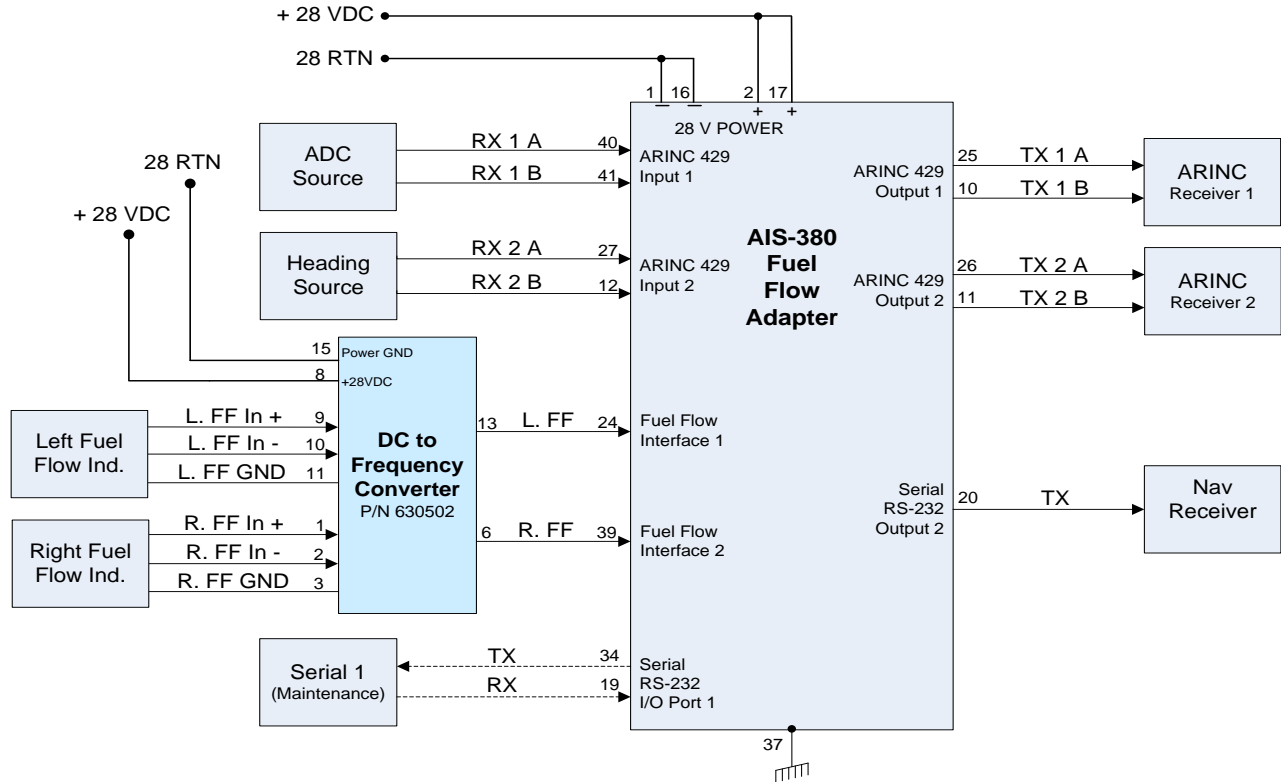 + 28 VDC
28 RTN
1 16 2 17
28 V POWER
ADC
Source
RX 1 A
40
RX 1 B
41
ARINC 429
Input 1
ARINC 429
Output 1
25
TX 1 A
10
TX 1 B
ARINC
Receiver 1
28 RTN
+ 28 VDC
Heading
Source
RX 2 A
27
RX 2 B
12
ARINC 429
Input 2
AIS-380
Fuel
Flow
Adapter
ARINC 429
Output 2
26
TX 2 A
11
TX 2 B
ARINC
Receiver 2
15
Power GND
8
+28VDC
Left Fuel
Flow Ind.
L. FF In +
9
L. FF In -
10
L. FF GND
11
DC to
Frequency
Converter
P/N 630502
13
L. FF
24
Fuel Flow
Interface 1
Right Fuel
Flow Ind.
R. FF In +
1
R. FF In -
2
R. FF GND
3
6
R. FF
39
Fuel Flow
Interface 2
Serial
RS-232
Output 2
20
TX
Nav
Receiver
Serial 1
(Maintenance)
TX
34
RX
19
Serial
RS-232
I/O Port 1
37